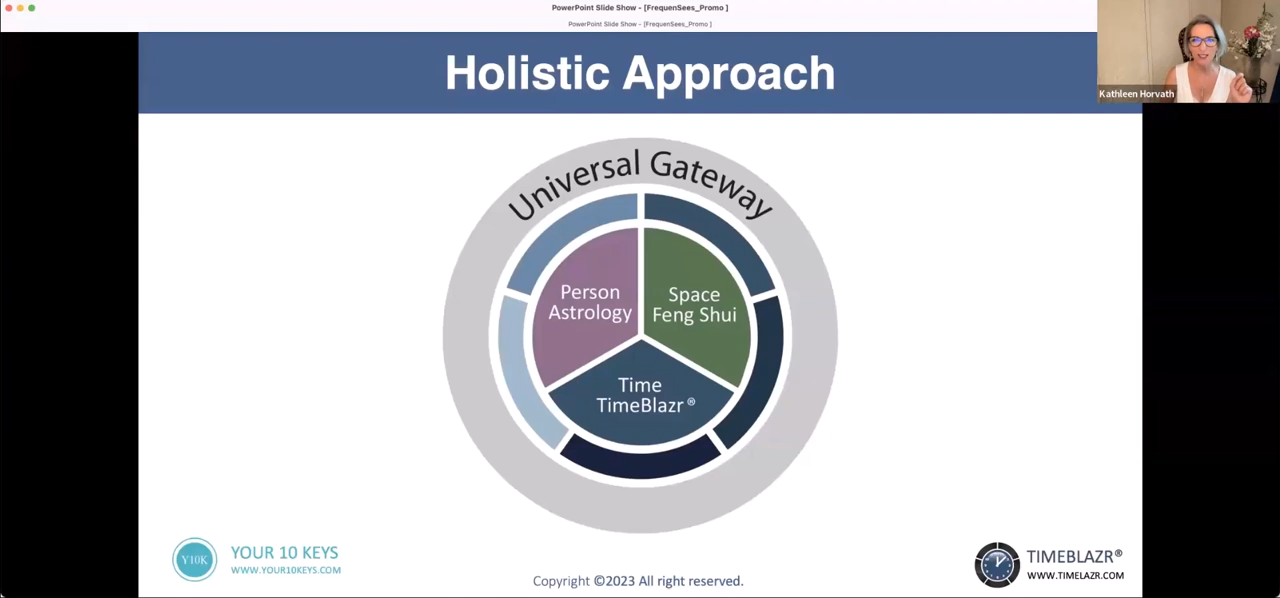 PowerPoint Slide Show - [FrequenSees_Promo ]
PowerPoint Slide Show - [FrequenSees_Promo ]
Kathleen Horvath
Holistic Approach
Universal Gateway
Person
Astrology
Space
Feng Shui
Time
TimeBlazr ®
Y10K
YOUR 10 KEYS
WWW.YOUR10KEYS.COM
Copyright ©2023 All right reserved.
TIMEBLAZR®
WWW.TIMELAZR.COM